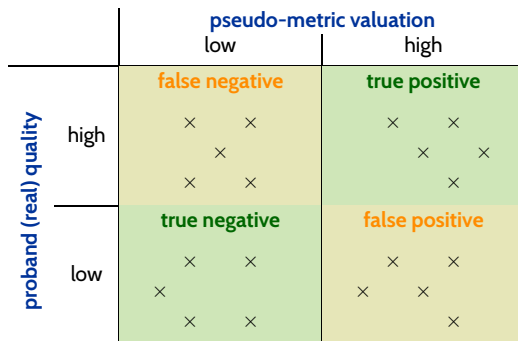 pseudo-metric valuation
low high
false negative true positive
high
proband (real) quality
true negative false positive
low